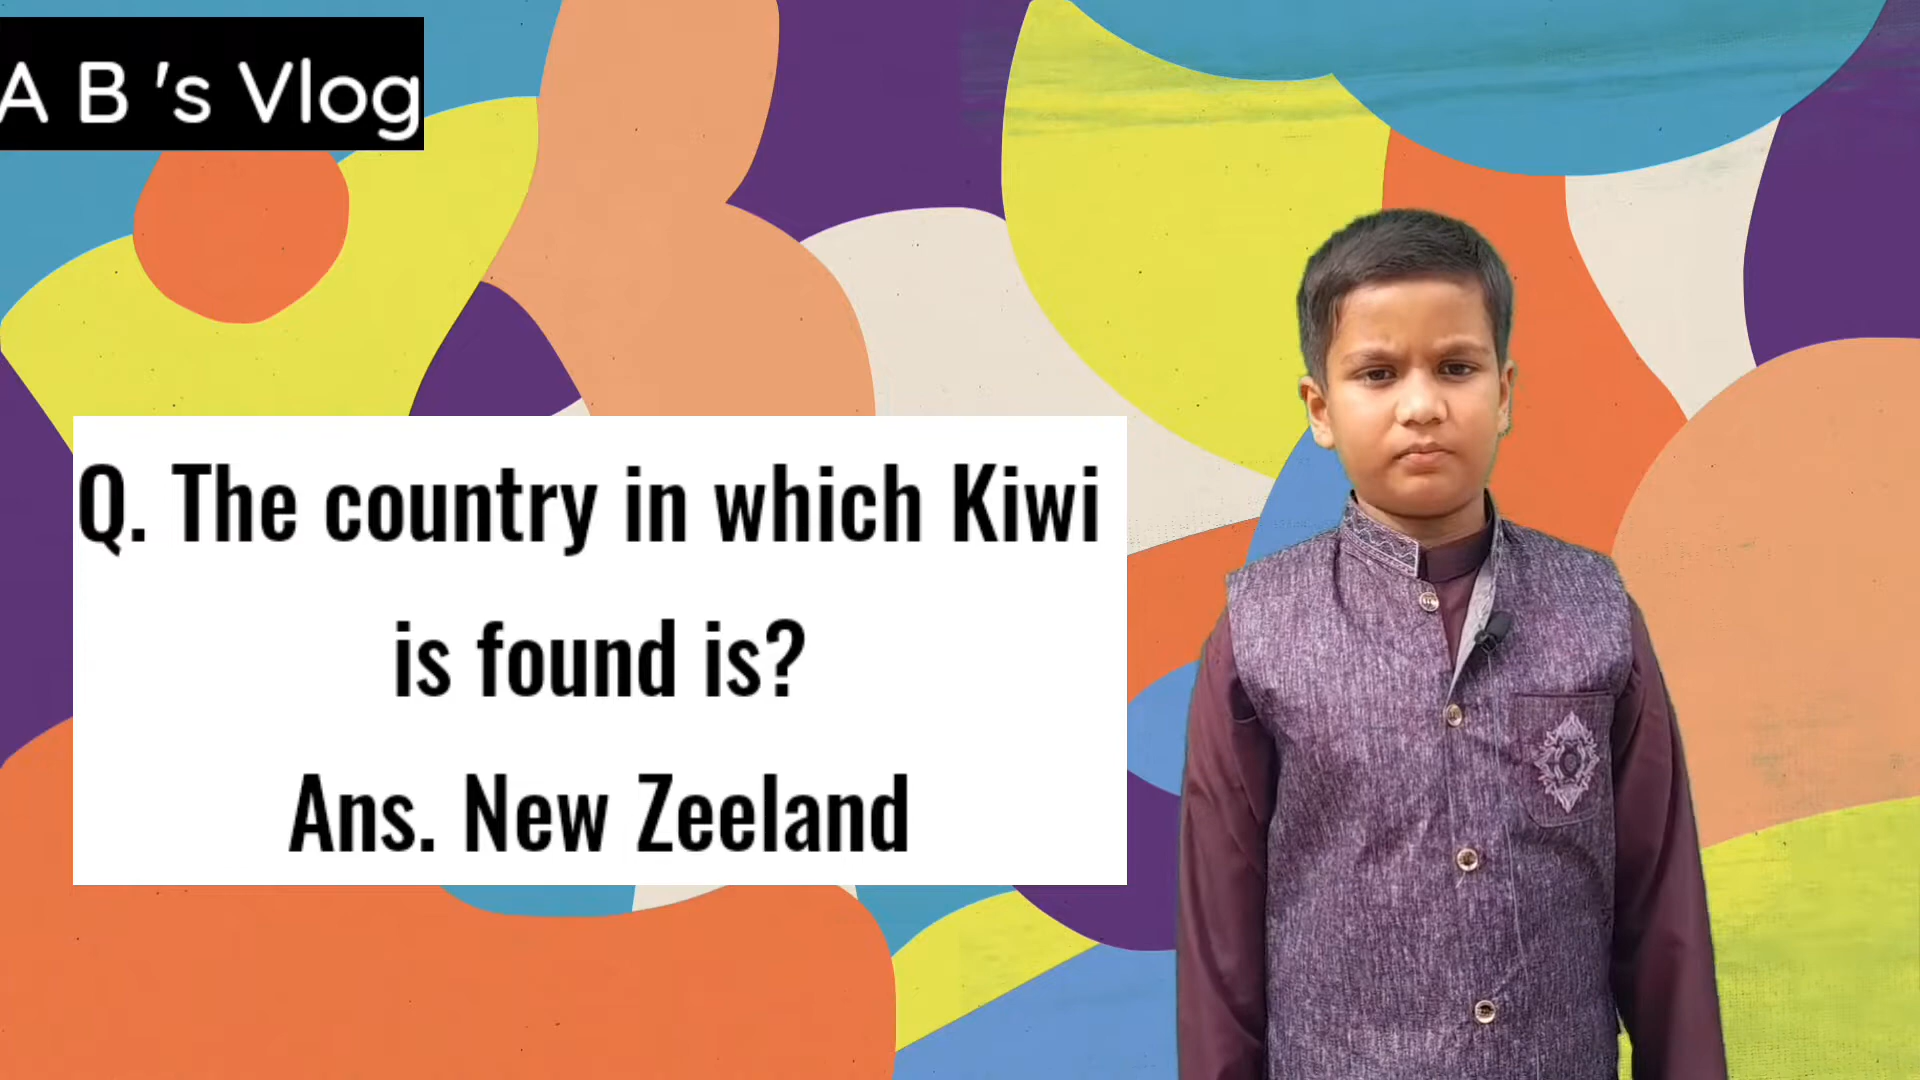 A B 's Vlog
Q. The country in which Kiwi
is found is?
Ans. New Zeeland